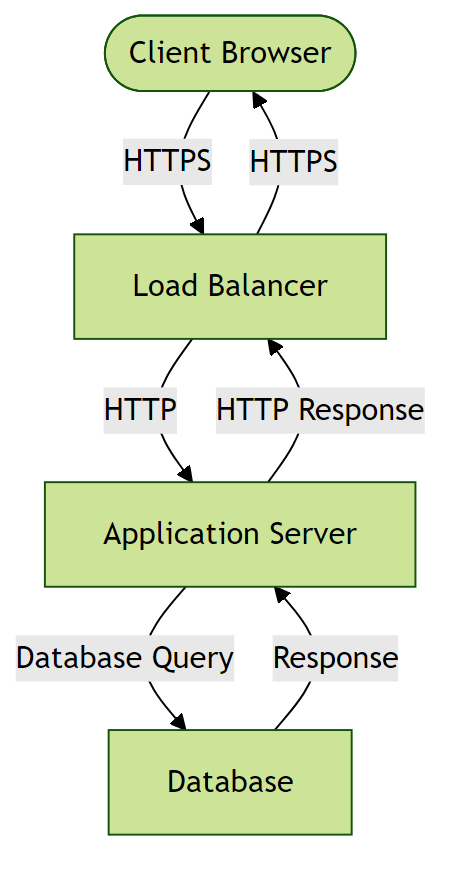 Client Browser
HTTPS
HTTPS
Load Balancer
HTTP
HTTP Response
Application Server
Database Query
Response
Database